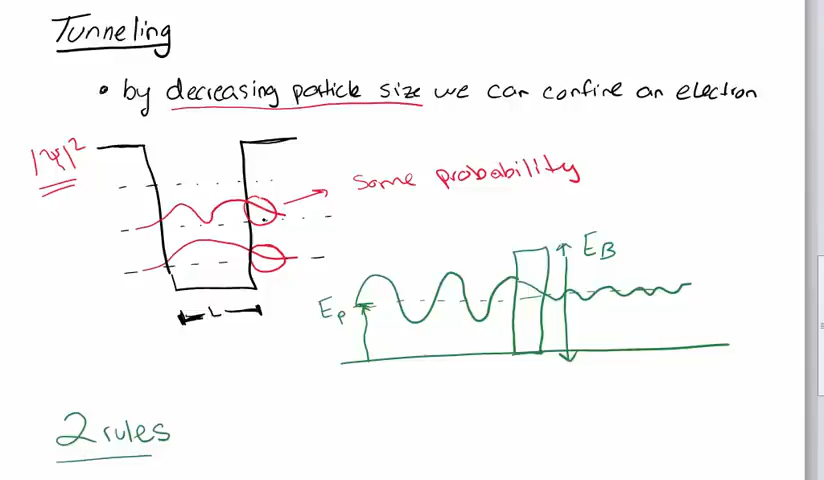 Tunneling
• by decreasing particle size we can confine an electron
|Ψ|²
some probability
E_B
E_P
L
2 rules